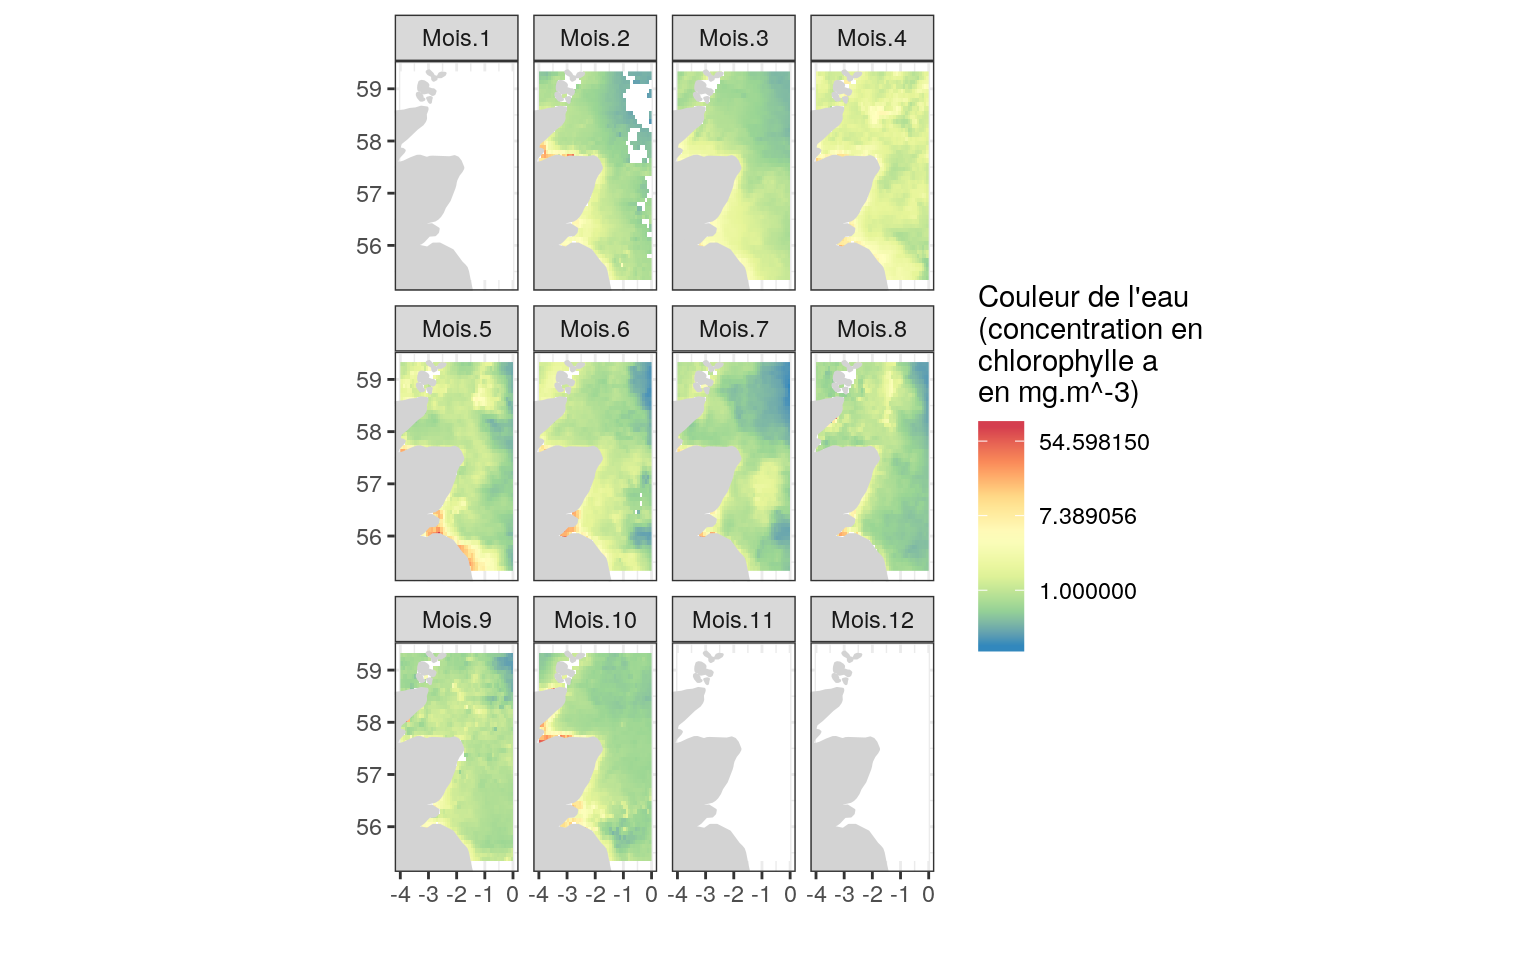 Mois.1 Mois.2 Mois.3 Mois.4
59
58
57
56
Mois.5 Mois.6 Mois.7 Mois.8
59
58
57
56
Mois.9 Mois.10 Mois.11 Mois.12
59
58
57
56
-4 -3 -2 -1 0 -4 -3 -2 -1 0 -4 -3 -2 -1 0 -4 -3 -2 -1 0
Couleur de l'eau
(concentration en
chlorophylle a
en mg.m^-3)
54.598150
7.389056
1.000000